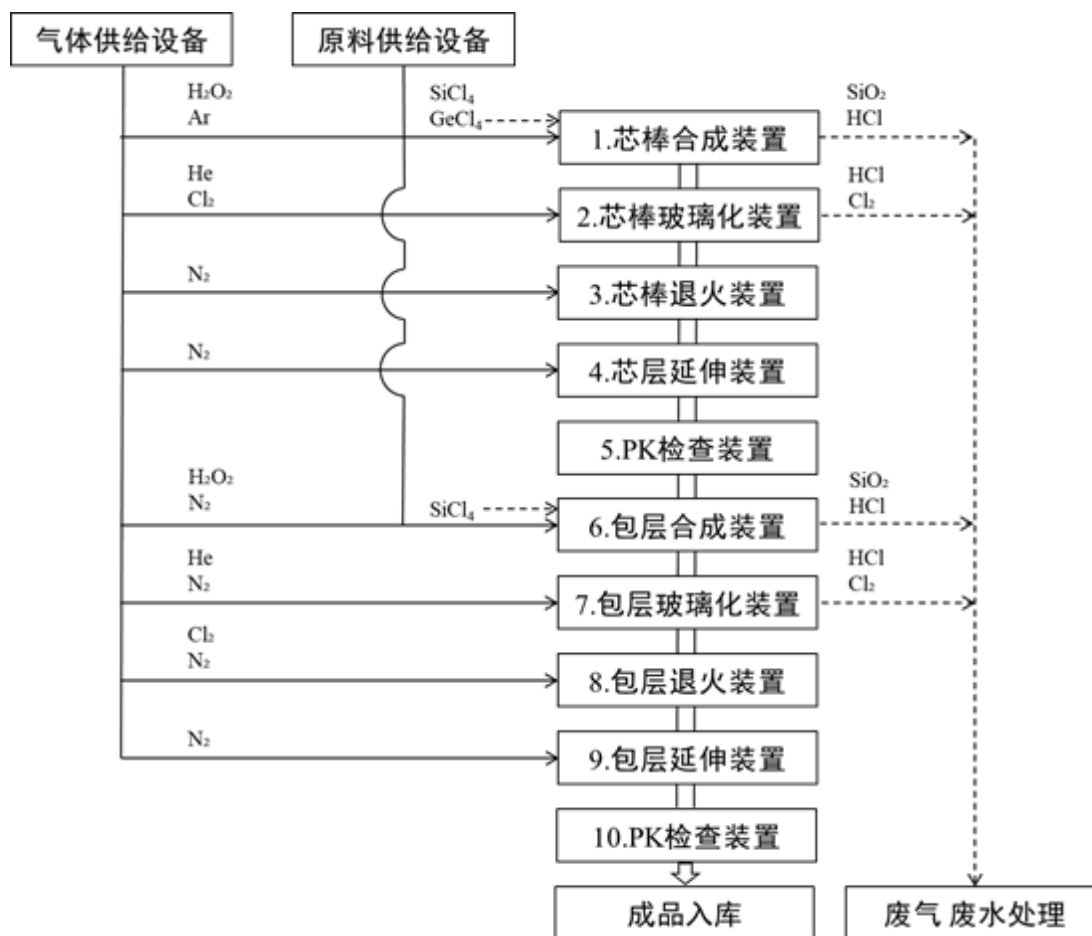 气体供给设备
原料供给设备
H₂O₂
Ar
SiCl₄
GeCl₄
1.芯棒合成装置
SiO₂
HCl
He
Cl₂
2.芯棒玻璃化装置
HCl
Cl₂
N₂
3.芯棒退火装置
N₂
4.芯层延伸装置
5.PK检查装置
H₂O₂
N₂
SiCl₄
6.包层合成装置
SiO₂
HCl
He
N₂
7.包层玻璃化装置
HCl
Cl₂
Cl₂
N₂
8.包层退火装置
N₂
9.包层延伸装置
10.PK检查装置
成品入库
废气 废水处理